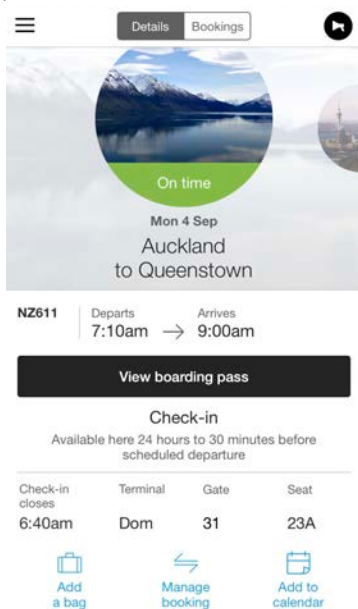 Details Bookings
On time
Mon 4 Sep
Auckland
to Queenstown
NZ611 Departs Arrives
7:10am → 9:00am
View boarding pass
Check-in
Available here 24 hours to 30 minutes before
scheduled departure
Check-in closes Terminal Gate Seat
6:40am Dom 31 23A
Add
a bag
Manage
booking
Add to
calendar